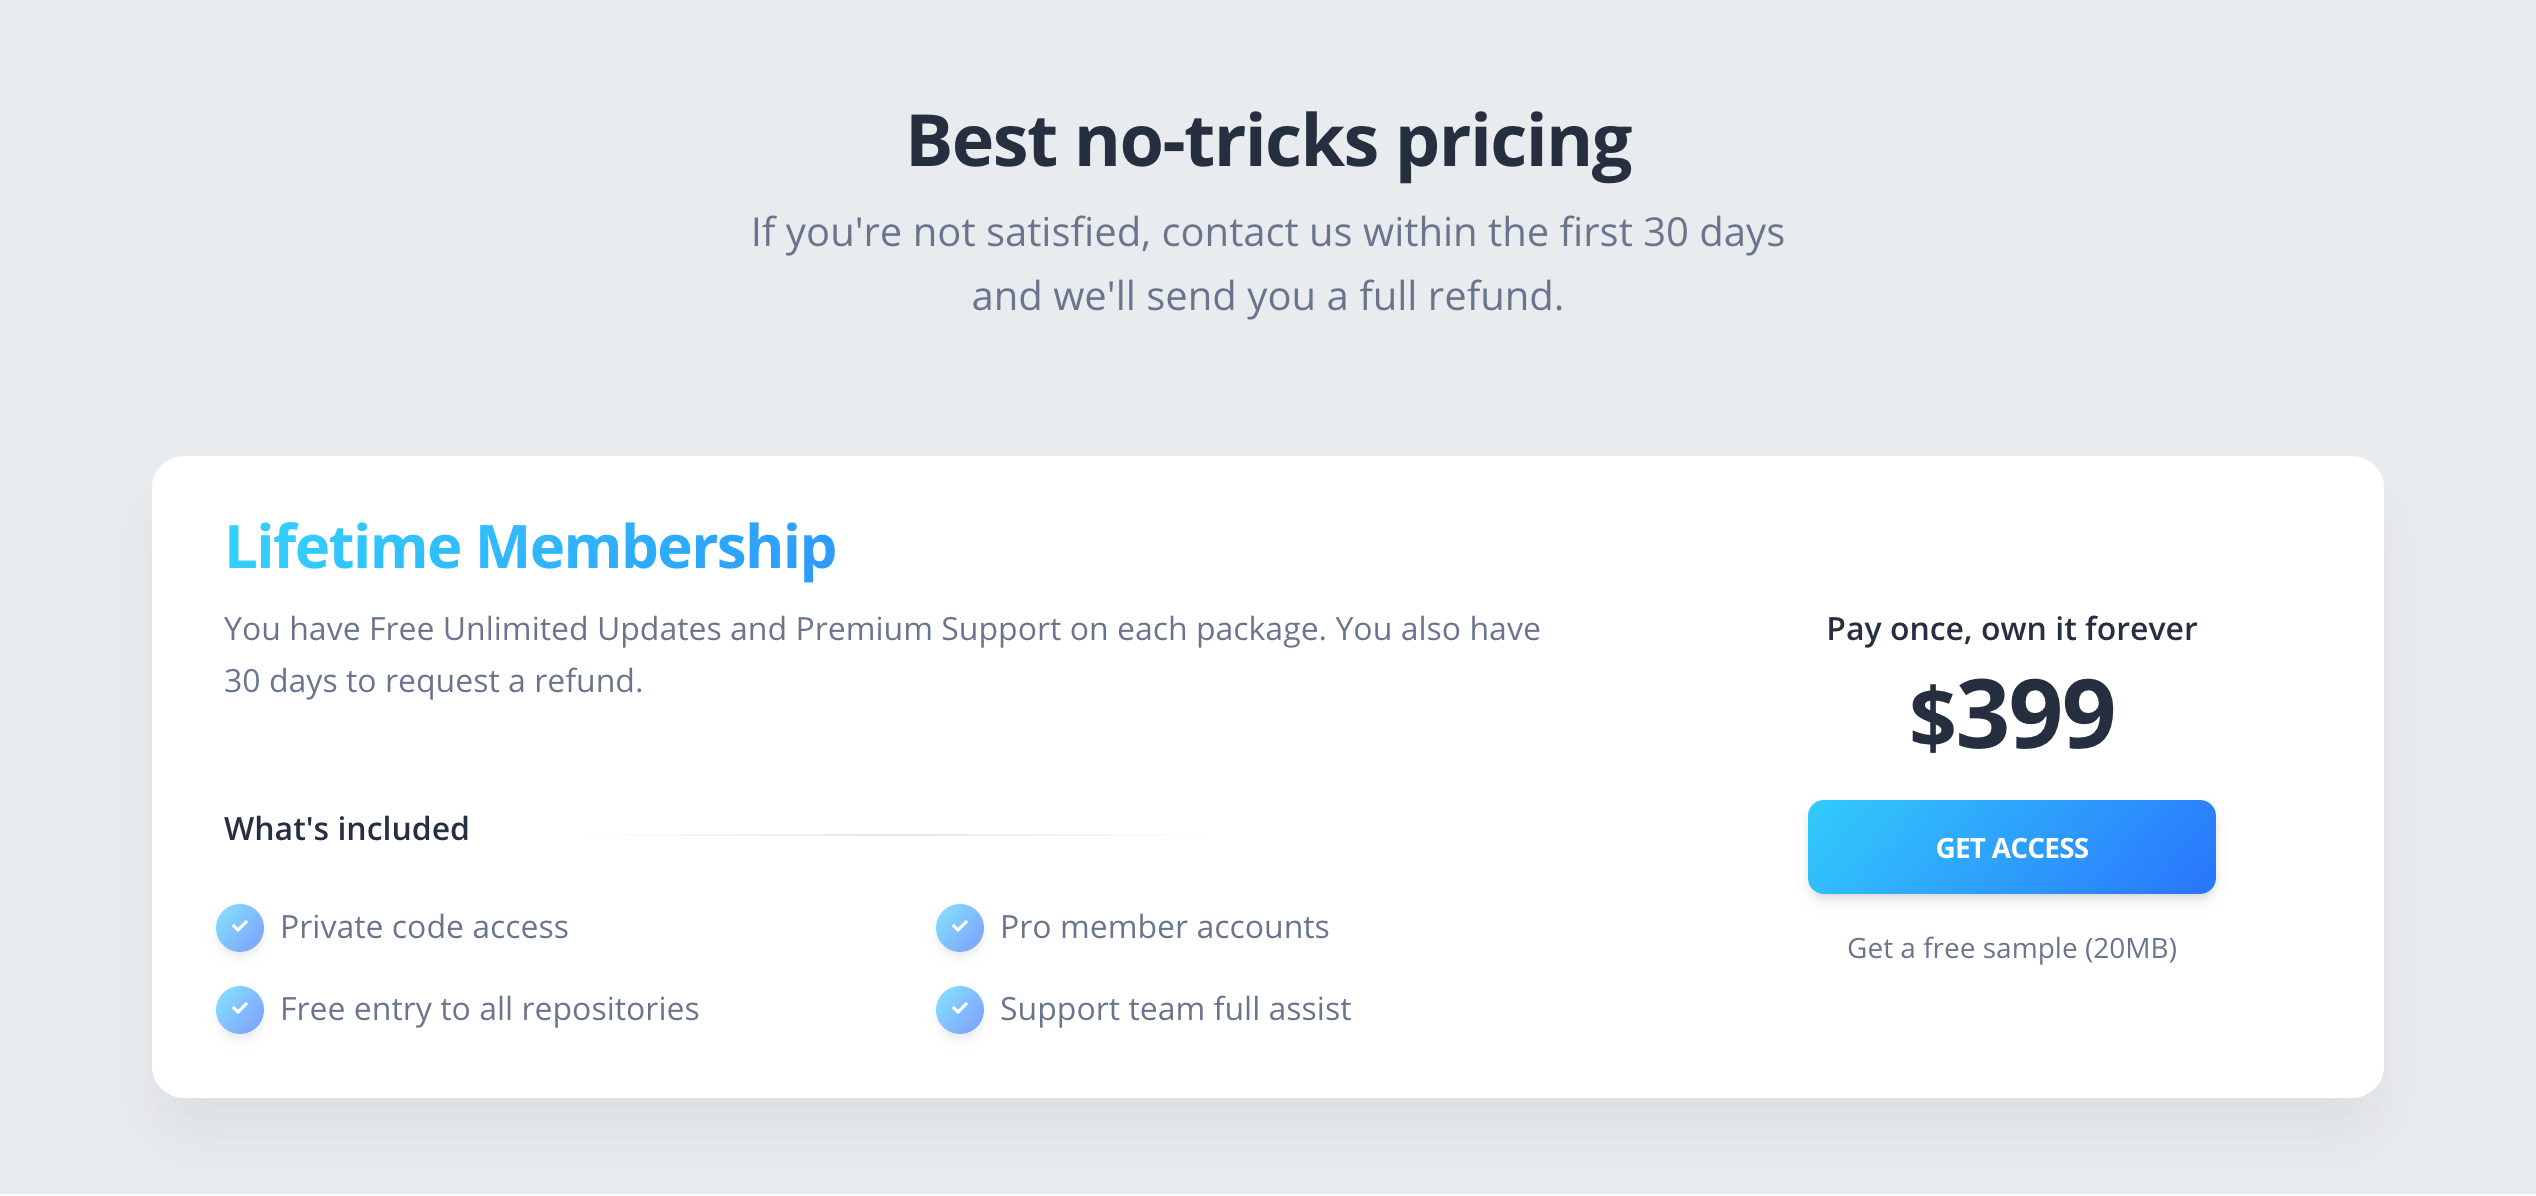 Best no-tricks pricing
If you're not satisfied, contact us within the first 30 days
and we'll send you a full refund.
Lifetime Membership
You have Free Unlimited Updates and Premium Support on each package. You also have
30 days to request a refund.
What's included
Private code access
Pro member accounts
Free entry to all repositories
Support team full assist
Pay once, own it forever
$399
GET ACCESS
Get a free sample (20MB)